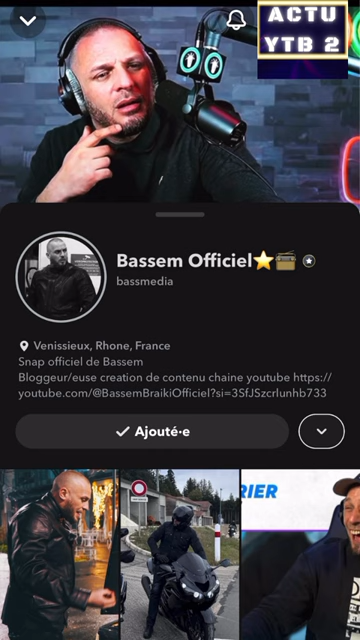 ACTU
YTB 2
Bassem Officiel⭐📻
bassmedia
Venissieux, Rhone, France
Snap officiel de Bassem
Bloggeur/euse creation de contenu chaine youtube https://
youtube.com/@BassemBraikiOfficiel?si=3SfJSzcrlunhb733
Ajouté·e
RIER